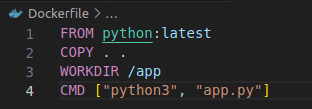 Dockerfile > ...
1 FROM python:latest
2 COPY . .
3 WORKDIR /app
4 CMD ["python3", "app.py"]